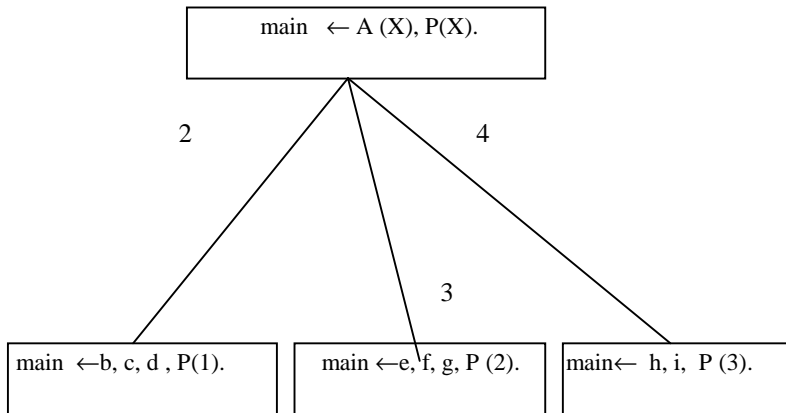 main ← A (X), P(X).
2
4
3
main ←b, c, d , P(1).
main ←e, f, g, P (2).
main← h, i, P (3).